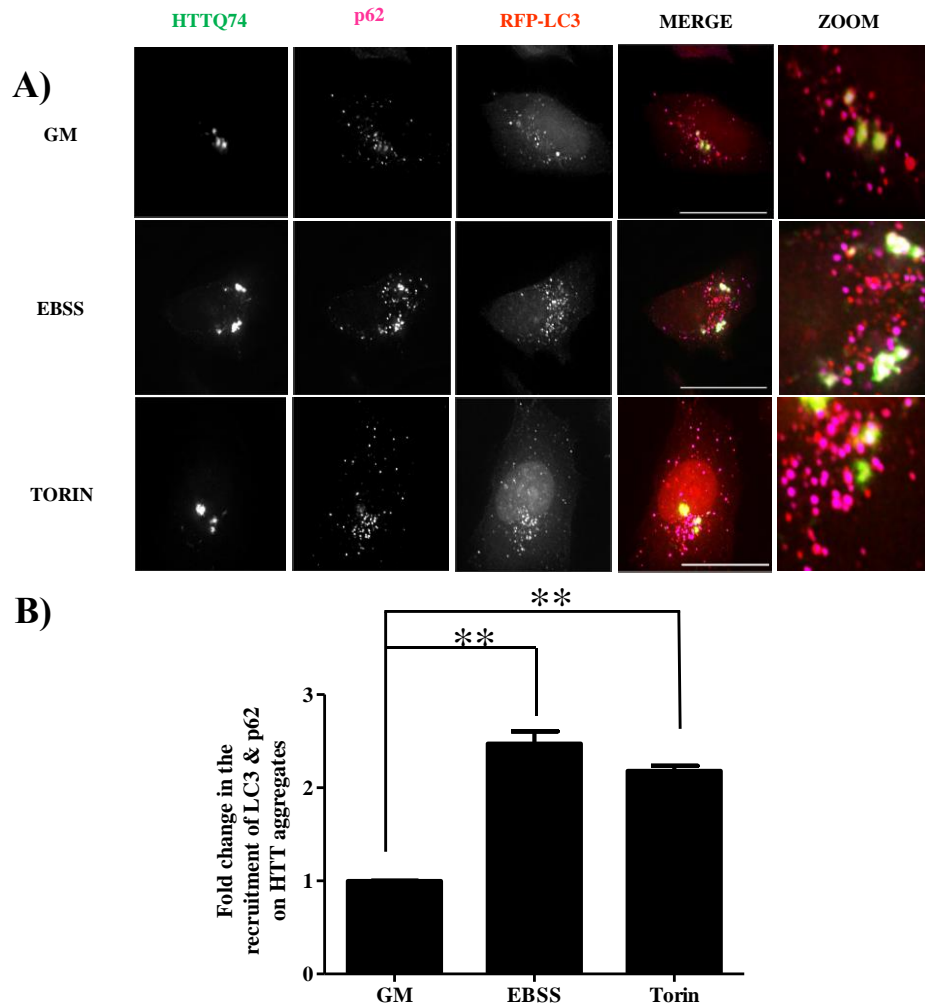 HTTQ74 p62 RFP-LC3 MERGE ZOOM
A)
GM
EBSS
TORIN
B)
**
**
3
2
1
0
Fold change in the
recruitment of LC3 & p62
on HTT aggregates
GM EBSS Torin